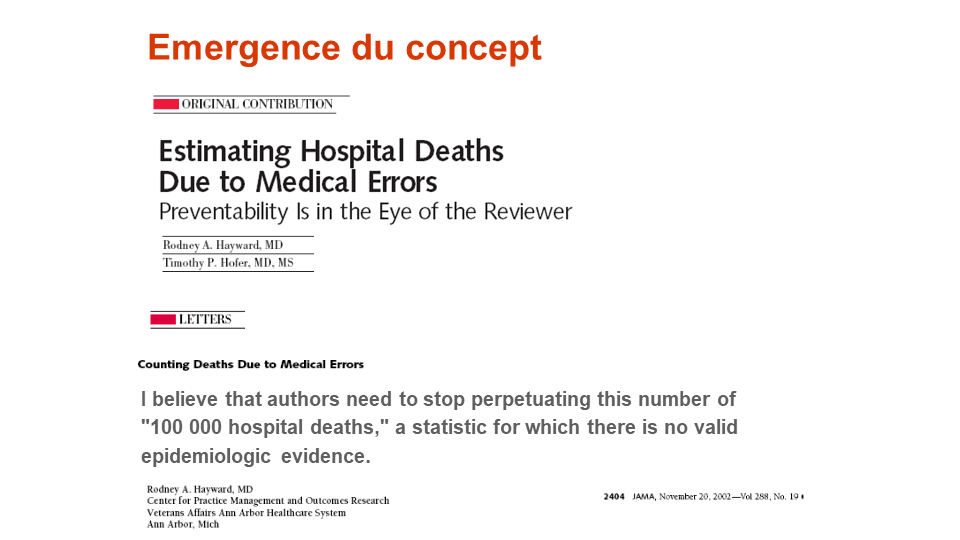 Emergence du concept
ORIGINAL CONTRIBUTION
Estimating Hospital Deaths
Due to Medical Errors
Preventability Is in the Eye of the Reviewer
Rodney A. Hayward, MD
Timothy P. Hofer, MD, MS
LETTERS
Counting Deaths Due to Medical Errors
I believe that authors need to stop perpetuating this number of
"100 000 hospital deaths," a statistic for which there is no valid
epidemiologic evidence.
Rodney A. Hayward, MD
Center for Practice Management and Outcomes Research
Veterans Affairs Ann Arbor Healthcare System
Ann Arbor, Mich
2404 JAMA, November 20, 2002—Vol 288, No. 19